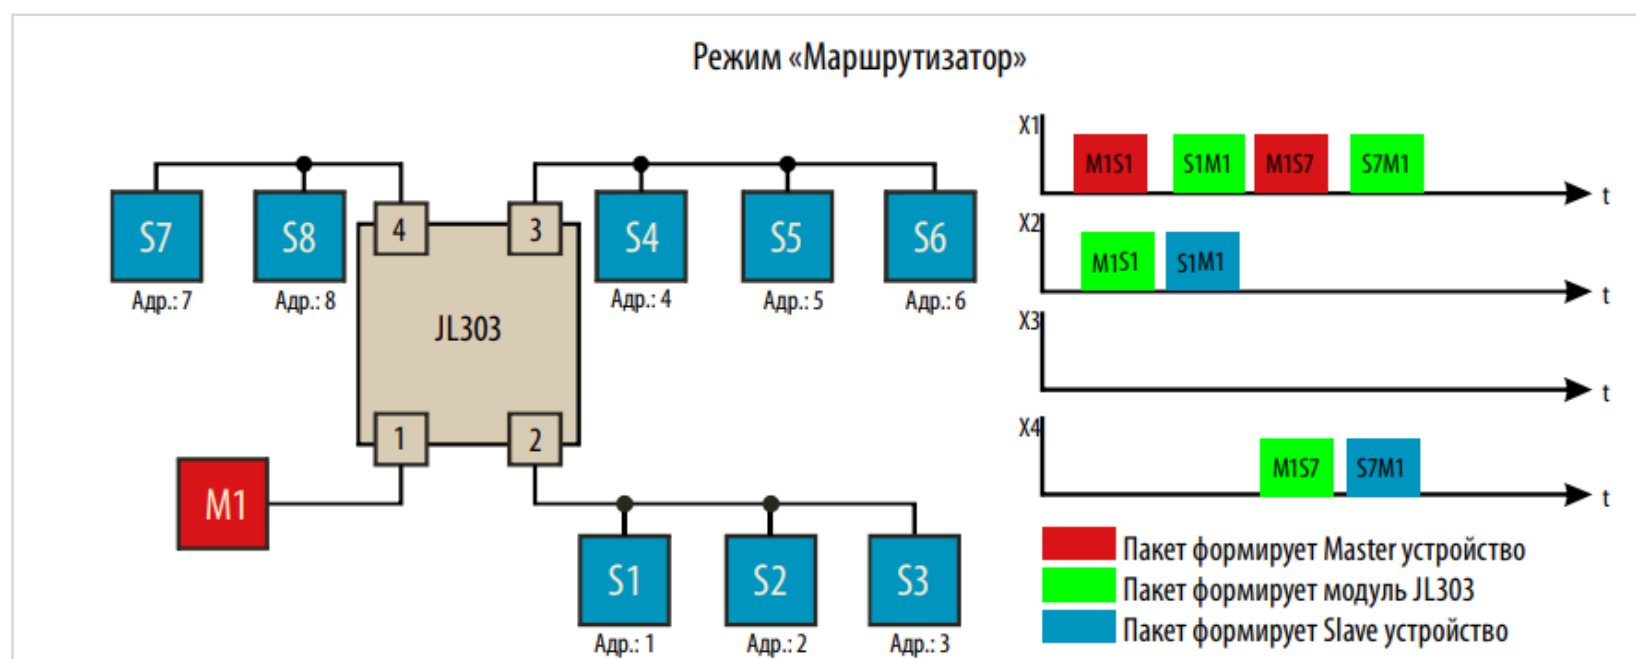 Режим «Маршрутизатор»
S7
S8
4
3
S4
S5
S6
Адр.: 7
Адр.: 8
Адр.: 4
Адр.: 5
Адр.: 6
JL303
1
2
M1
S1
S2
S3
Адр.: 1
Адр.: 2
Адр.: 3
X1
M1S1
S1M1
M1S7
S7M1
t
X2
M1S1
S1M1
t
X3
t
X4
M1S7
S7M1
t
Пакет формирует Master устройство
Пакет формирует модуль JL303
Пакет формирует Slave устройство